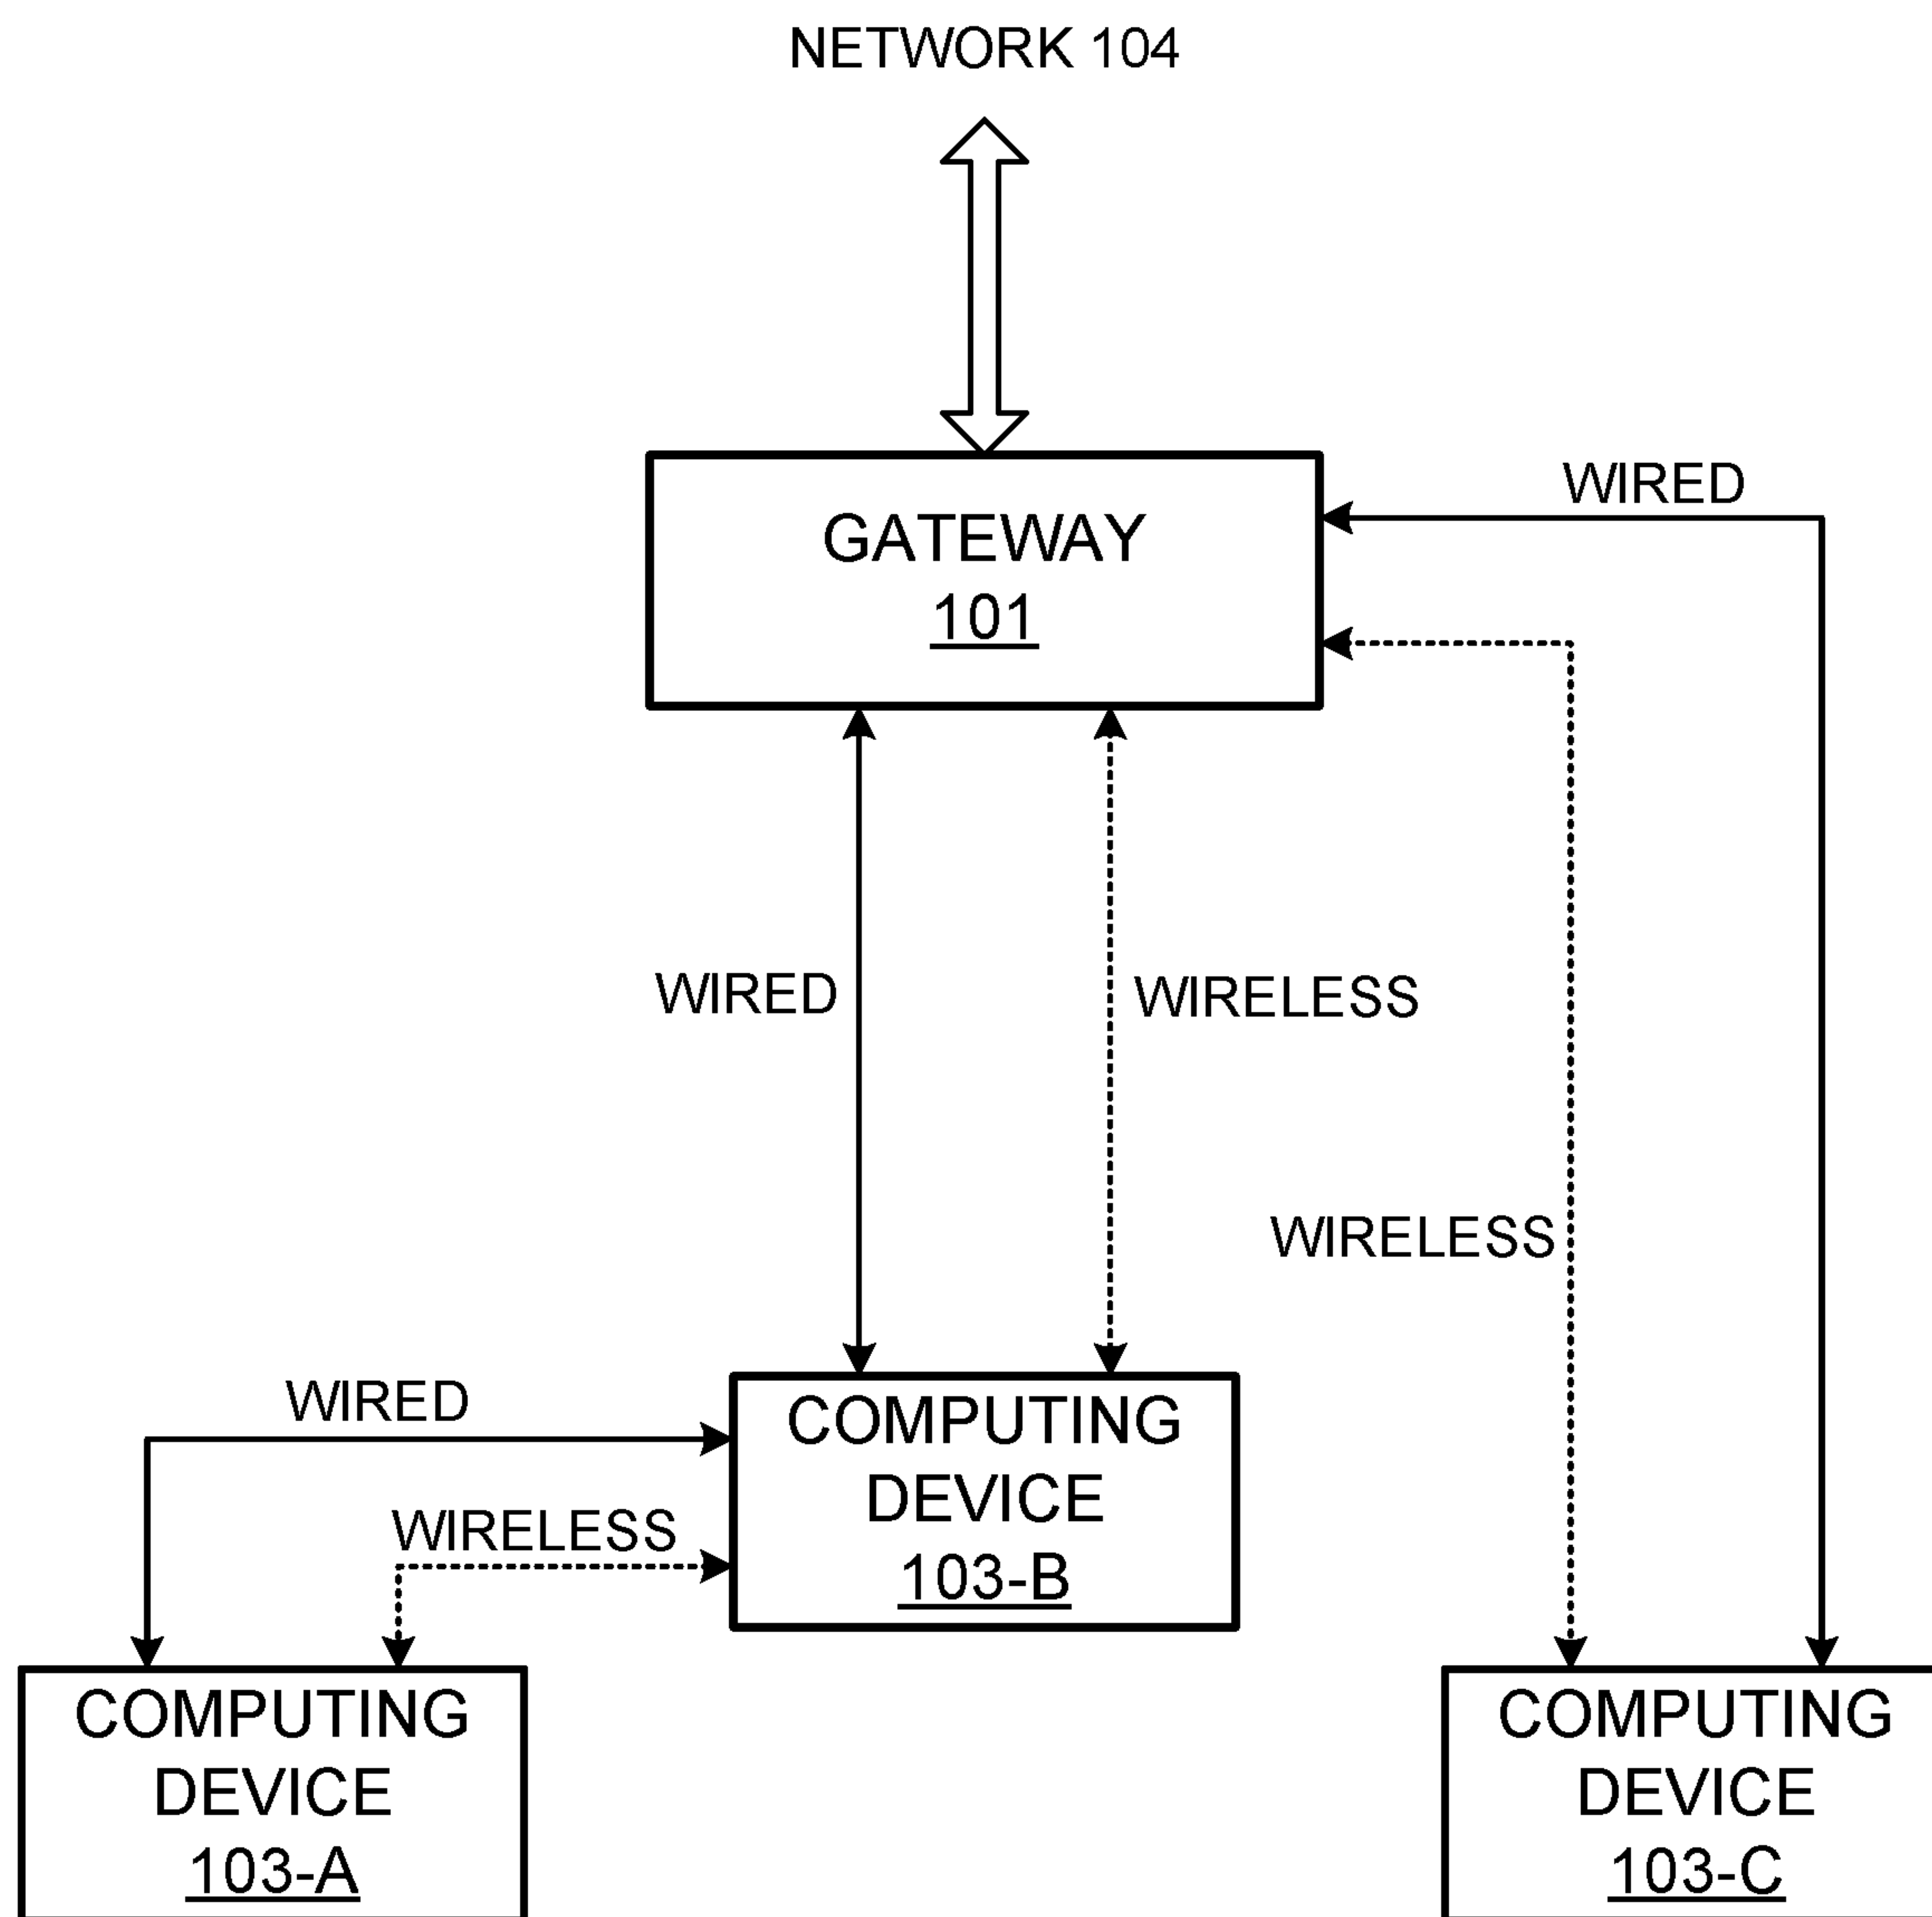 NETWORK 104
GATEWAY
101
WIRED
WIRED
WIRELESS
WIRELESS
WIRED
WIRELESS
COMPUTING
DEVICE
103-B
COMPUTING
DEVICE
103-A
COMPUTING
DEVICE
103-C